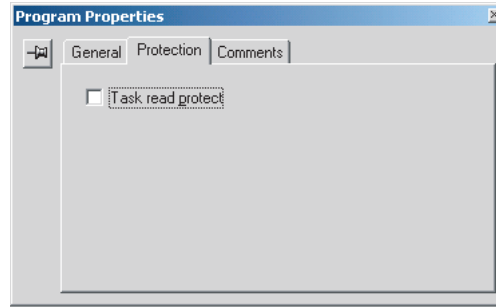 Program Properties
General Protection Comments
Task read protect